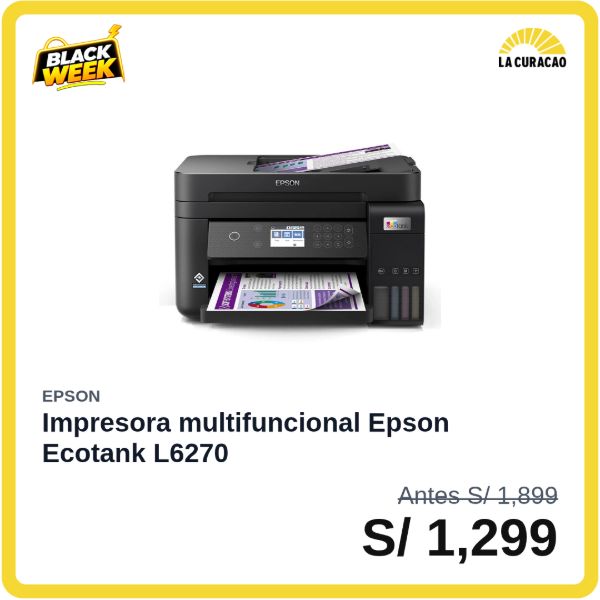 BLACK
WEEK
LA CURACAO
EPSON
EPSON
Impresora multifuncional Epson
Ecotank L6270
Antes S/ 1,899
S/ 1,299